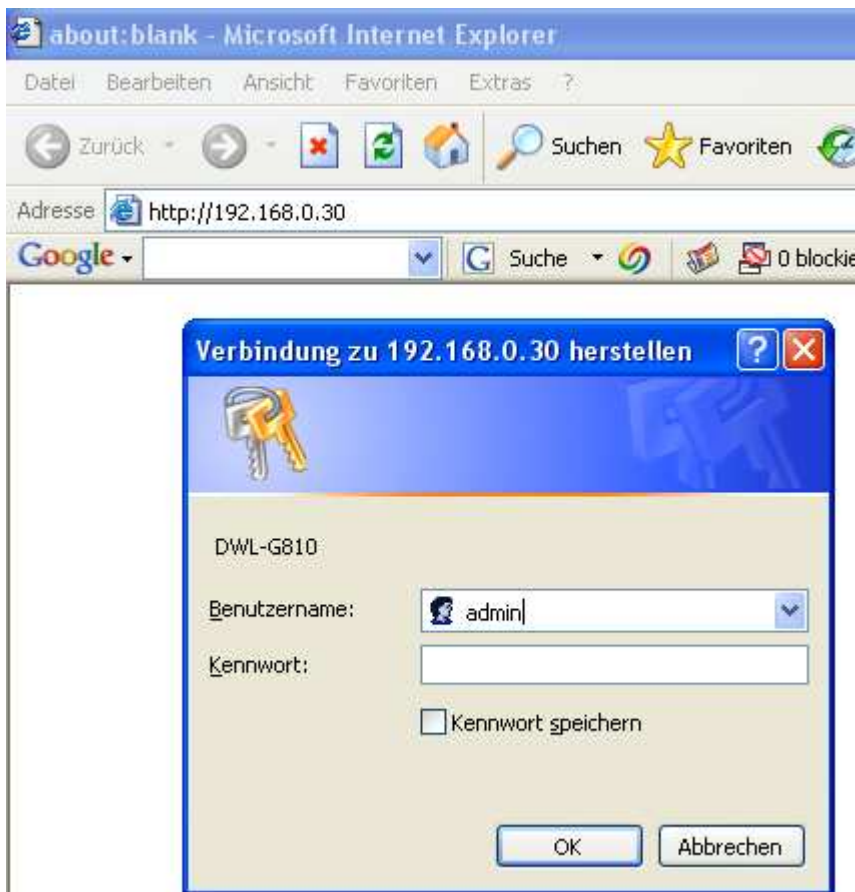 about:blank - Microsoft Internet Explorer
Datei Bearbeiten Ansicht Favoriten Extras ?
Zurück Suchen Favoriten
Adresse http://192.168.0.30
Google G Suche 0 blockie
Verbindung zu 192.168.0.30 herstellen ?
DWL-G810
Benutzername: admin
Kennwort:
Kennwort speichern
OK Abbrechen